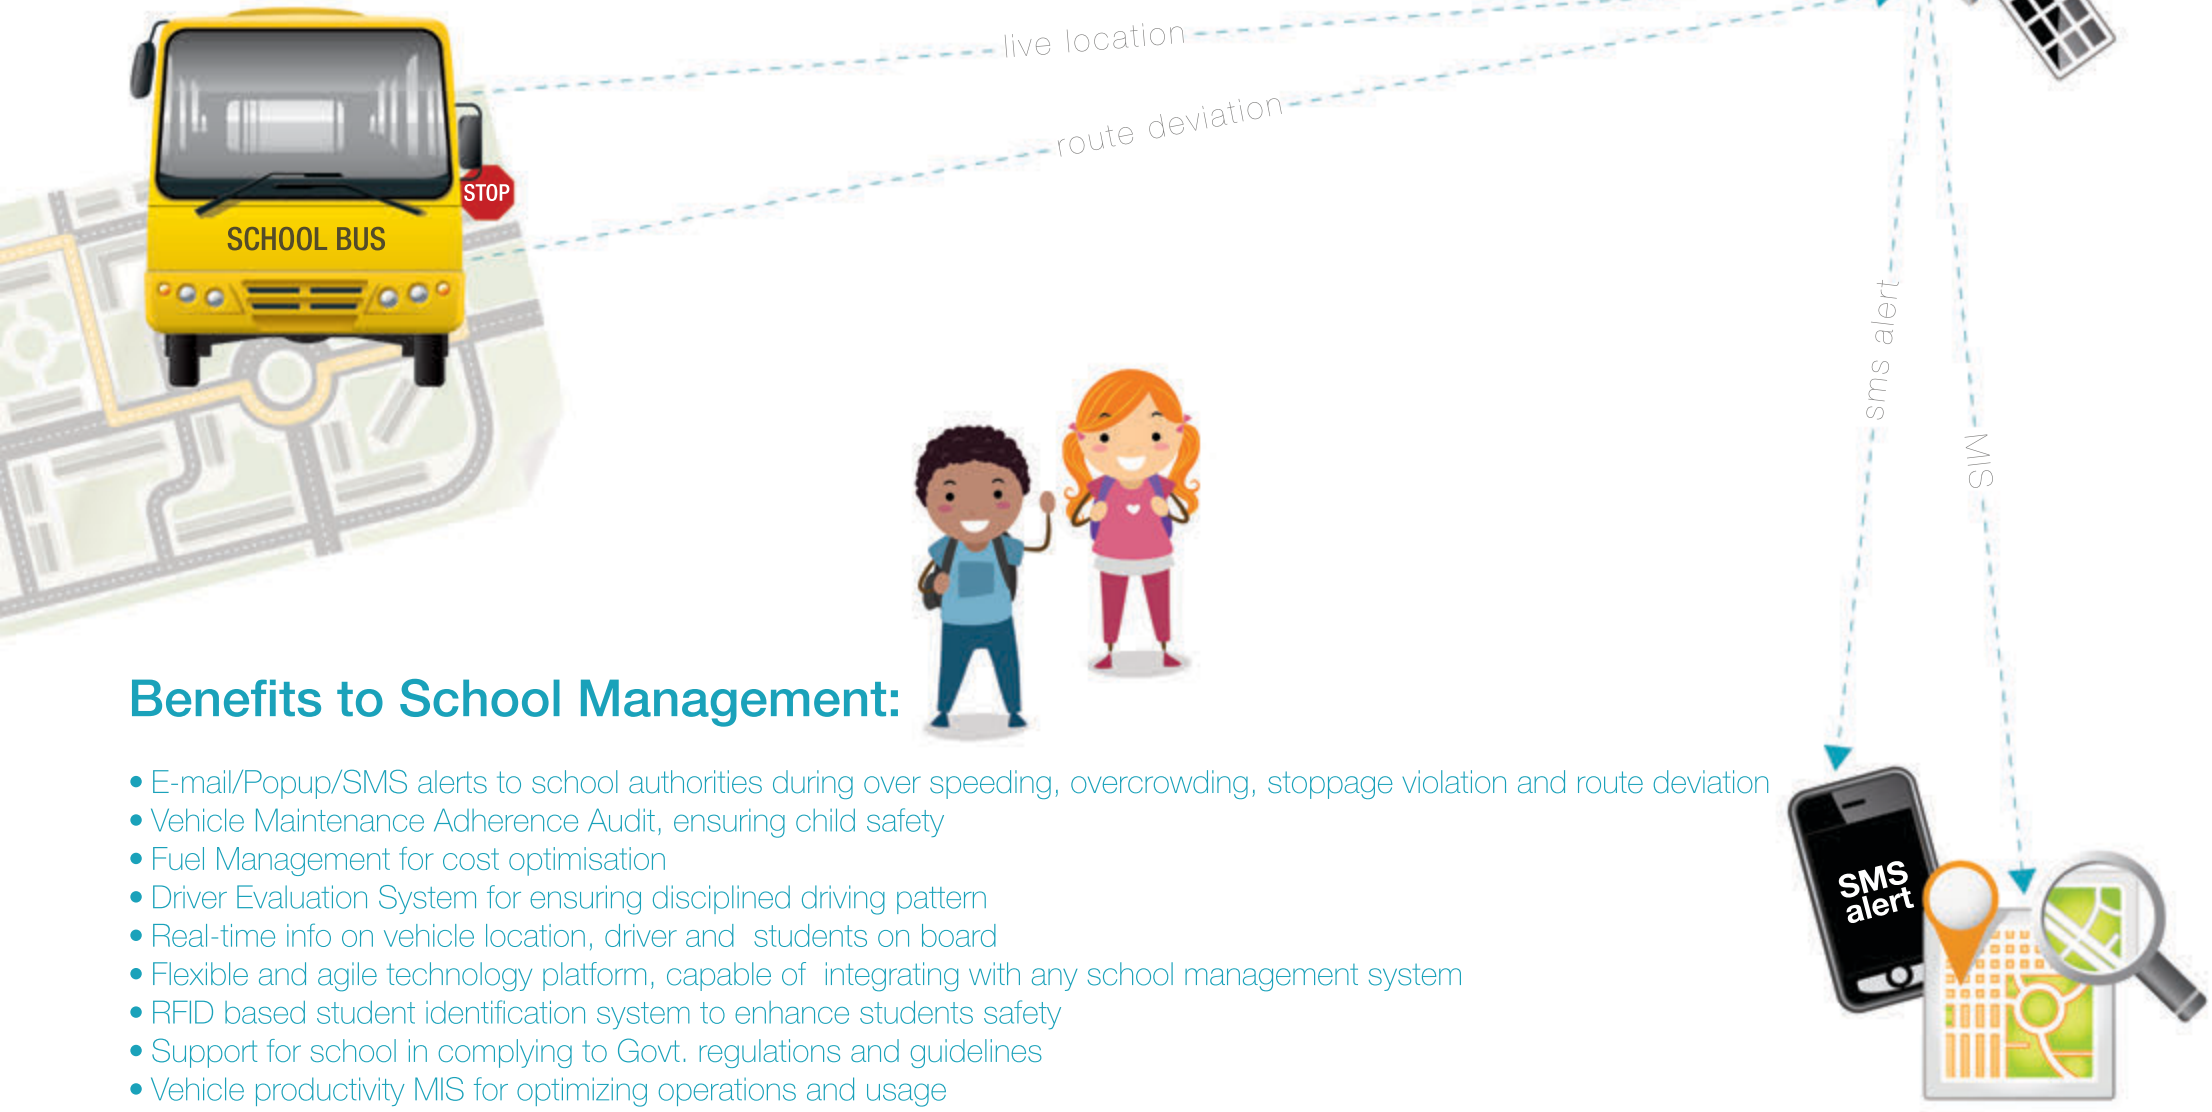 live location
route deviation
STOP
SCHOOL BUS
sms alert
MIS
Benefits to School Management:
• E-mail/Popup/SMS alerts to school authorities during over speeding, overcrowding, stoppage violation and route deviation
• Vehicle Maintenance Adherence Audit, ensuring child safety
• Fuel Management for cost optimisation
• Driver Evaluation System for ensuring disciplined driving pattern
• Real-time info on vehicle location, driver and  students on board
• Flexible and agile technology platform, capable of  integrating with any school management system
• RFID based student identification system to enhance students safety
• Support for school in complying to Govt. regulations and guidelines
• Vehicle productivity MIS for optimizing operations and usage
SMS
alert